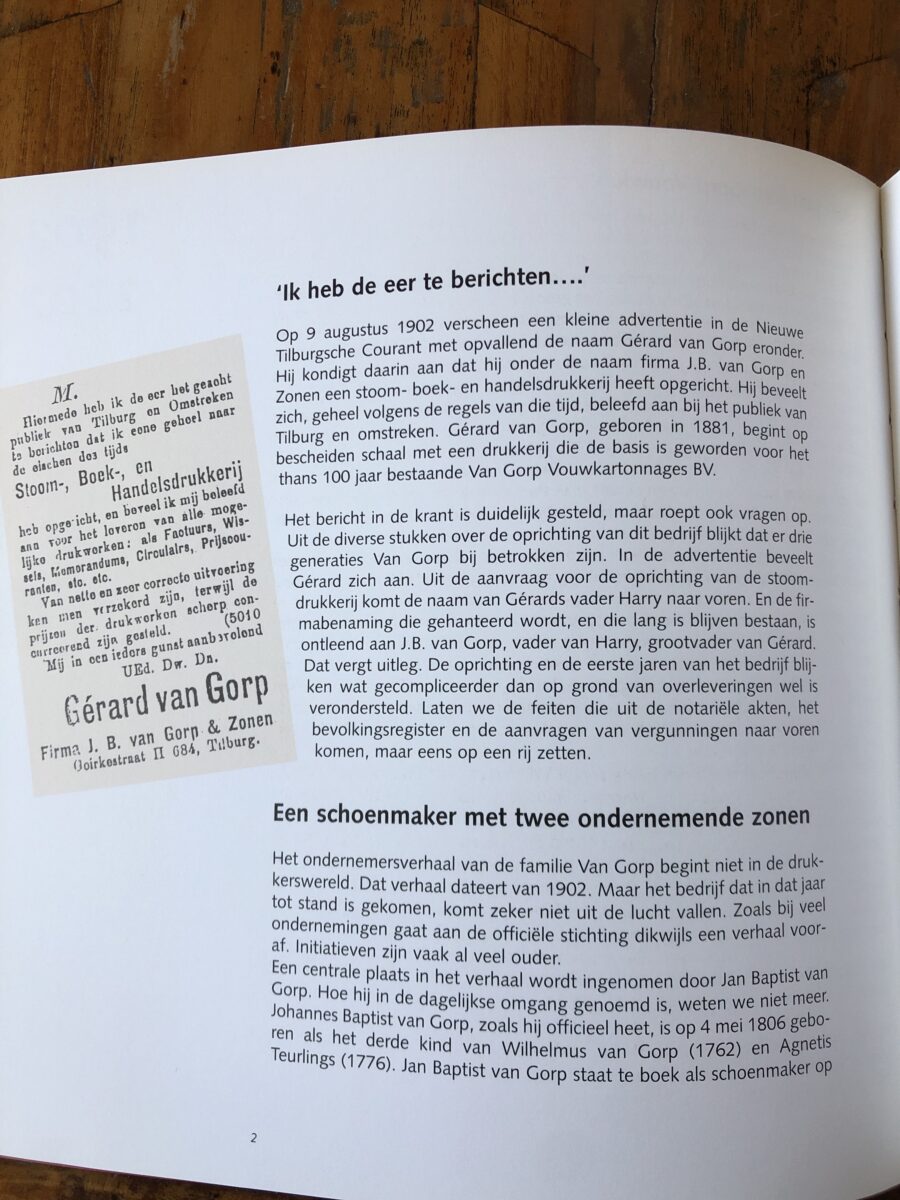 M.
Hiermede heb ik de eer het geacht
publiek van Tilburg en Omstreken
te berichten dat ik eene geheel naar
de eischen des tijds
Stoom-, Boek-, en
Handelsdrukkerij
heb opgericht, en beveel ik mij beleefd
aan voor het leveren van alle moge-
lijke drukwerken: als Factuurs, Wis-
sels, Memorandums, Circulairs, Prijscou-
ranten, etc. etc.
Van nette en zeer correcte uitvoering
ken men verzekerd zijn, terwijl de
prijzen der drukwerken scherp con-
curreerend zijn gesteld. (5010
Mij in een ieders gunst aanbevelend
UEd. Dw. Dn.
Gérard van Gorp
Firma J. B. van Gorp & Zonen
Goirkestraat II 684, Tilburg.
‘Ik heb de eer te berichten....’
Op 9 augustus 1902 verscheen een kleine advertentie in de Nieuwe
Tilburgsche Courant met opvallend de naam Gérard van Gorp eronder.
Hij kondigt daarin aan dat hij onder de naam firma J.B. van Gorp en
Zonen een stoom- boek- en handelsdrukkerij heeft opgericht. Hij beveelt
zich, geheel volgens de regels van die tijd, beleefd aan bij het publiek van
Tilburg en omstreken. Gérard van Gorp, geboren in 1881, begint op
bescheiden schaal met een drukkerij die de basis is geworden voor het
thans 100 jaar bestaande Van Gorp Vouwkartonnages BV.
Het bericht in de krant is duidelijk gesteld, maar roept ook vragen op.
Uit de diverse stukken over de oprichting van dit bedrijf blijkt dat er drie
generaties Van Gorp bij betrokken zijn. In de advertentie beveelt
Gérard zich aan. Uit de aanvraag voor de oprichting van de stoom-
drukkerij komt de naam van Gérards vader Harry naar voren. En de fir-
mabenaming die gehanteerd wordt, en die lang is blijven bestaan, is
ontleend aan J.B. van Gorp, vader van Harry, grootvader van Gérard.
Dat vergt uitleg. De oprichting en de eerste jaren van het bedrijf blij-
ken wat gecompliceerder dan op grond van overleveringen wel is
verondersteld. Laten we de feiten die uit de notariële akten, het
bevolkingsregister en de aanvragen van vergunningen naar voren
komen, maar eens op een rij zetten.
Een schoenmaker met twee ondernemende zonen
Het ondernemersverhaal van de familie Van Gorp begint niet in de druk-
kerswereld. Dat verhaal dateert van 1902. Maar het bedrijf dat in dat jaar
tot stand is gekomen, komt zeker niet uit de lucht vallen. Zoals bij veel
ondernemingen gaat aan de officiële stichting dikwijls een verhaal voor-
af. Initiatieven zijn vaak al veel ouder.
Een centrale plaats in het verhaal wordt ingenomen door Jan Baptist van
Gorp. Hoe hij in de dagelijkse omgang genoemd is, weten we niet meer.
Johannes Baptist van Gorp, zoals hij officieel heet, is op 4 mei 1806 gebo-
ren als het derde kind van Wilhelmus van Gorp (1762) en Agnetis
Teurlings (1776). Jan Baptist van Gorp staat te boek als schoenmaker op
2